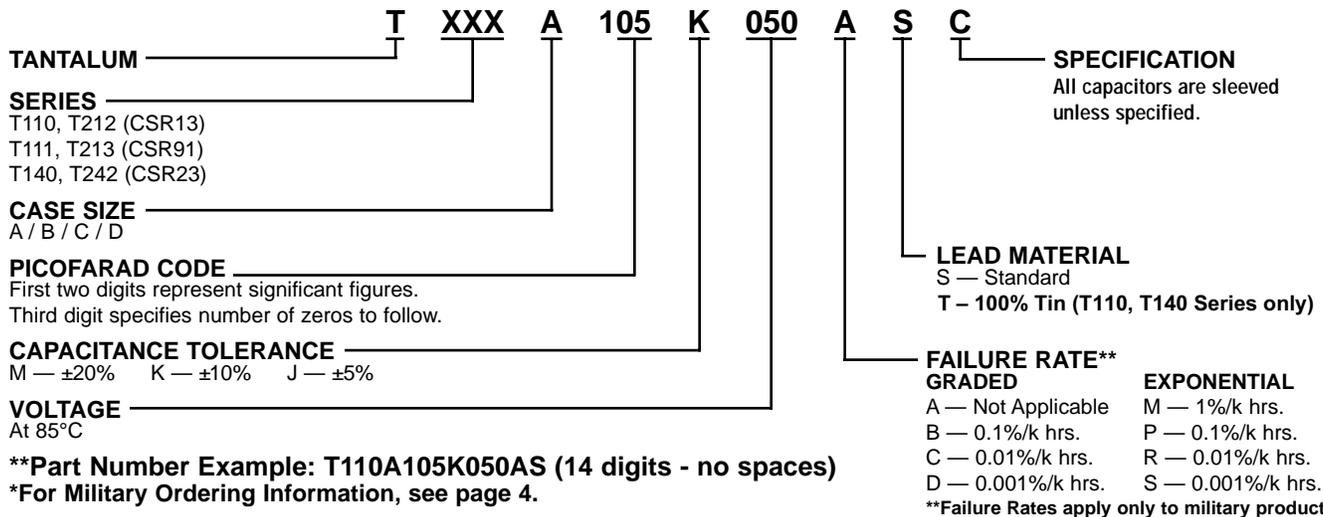 T XXX A 105 K 050 A S C
TANTALUM
SERIES
T110, T212 (CSR13)
T111, T213 (CSR91)
T140, T242 (CSR23)
CASE SIZE
A / B / C / D
PICOFARAD CODE
First two digits represent significant figures.
Third digit specifies number of zeros to follow.
CAPACITANCE TOLERANCE
M — ±20% K — ±10% J — ±5%
VOLTAGE
At 85°C
**Part Number Example: T110A105K050AS (14 digits - no spaces)
*For Military Ordering Information, see page 4.
SPECIFICATION
All capacitors are sleeved
unless specified.
LEAD MATERIAL
S — Standard
T – 100% Tin (T110, T140 Series only)
FAILURE RATE**
GRADED EXPONENTIAL
A — Not Applicable M — 1%/k hrs.
B — 0.1%/k hrs. P — 0.1%/k hrs.
C — 0.01%/k hrs. R — 0.01%/k hrs.
D — 0.001%/k hrs. S — 0.001%/k hrs.
**Failure Rates apply only to military product